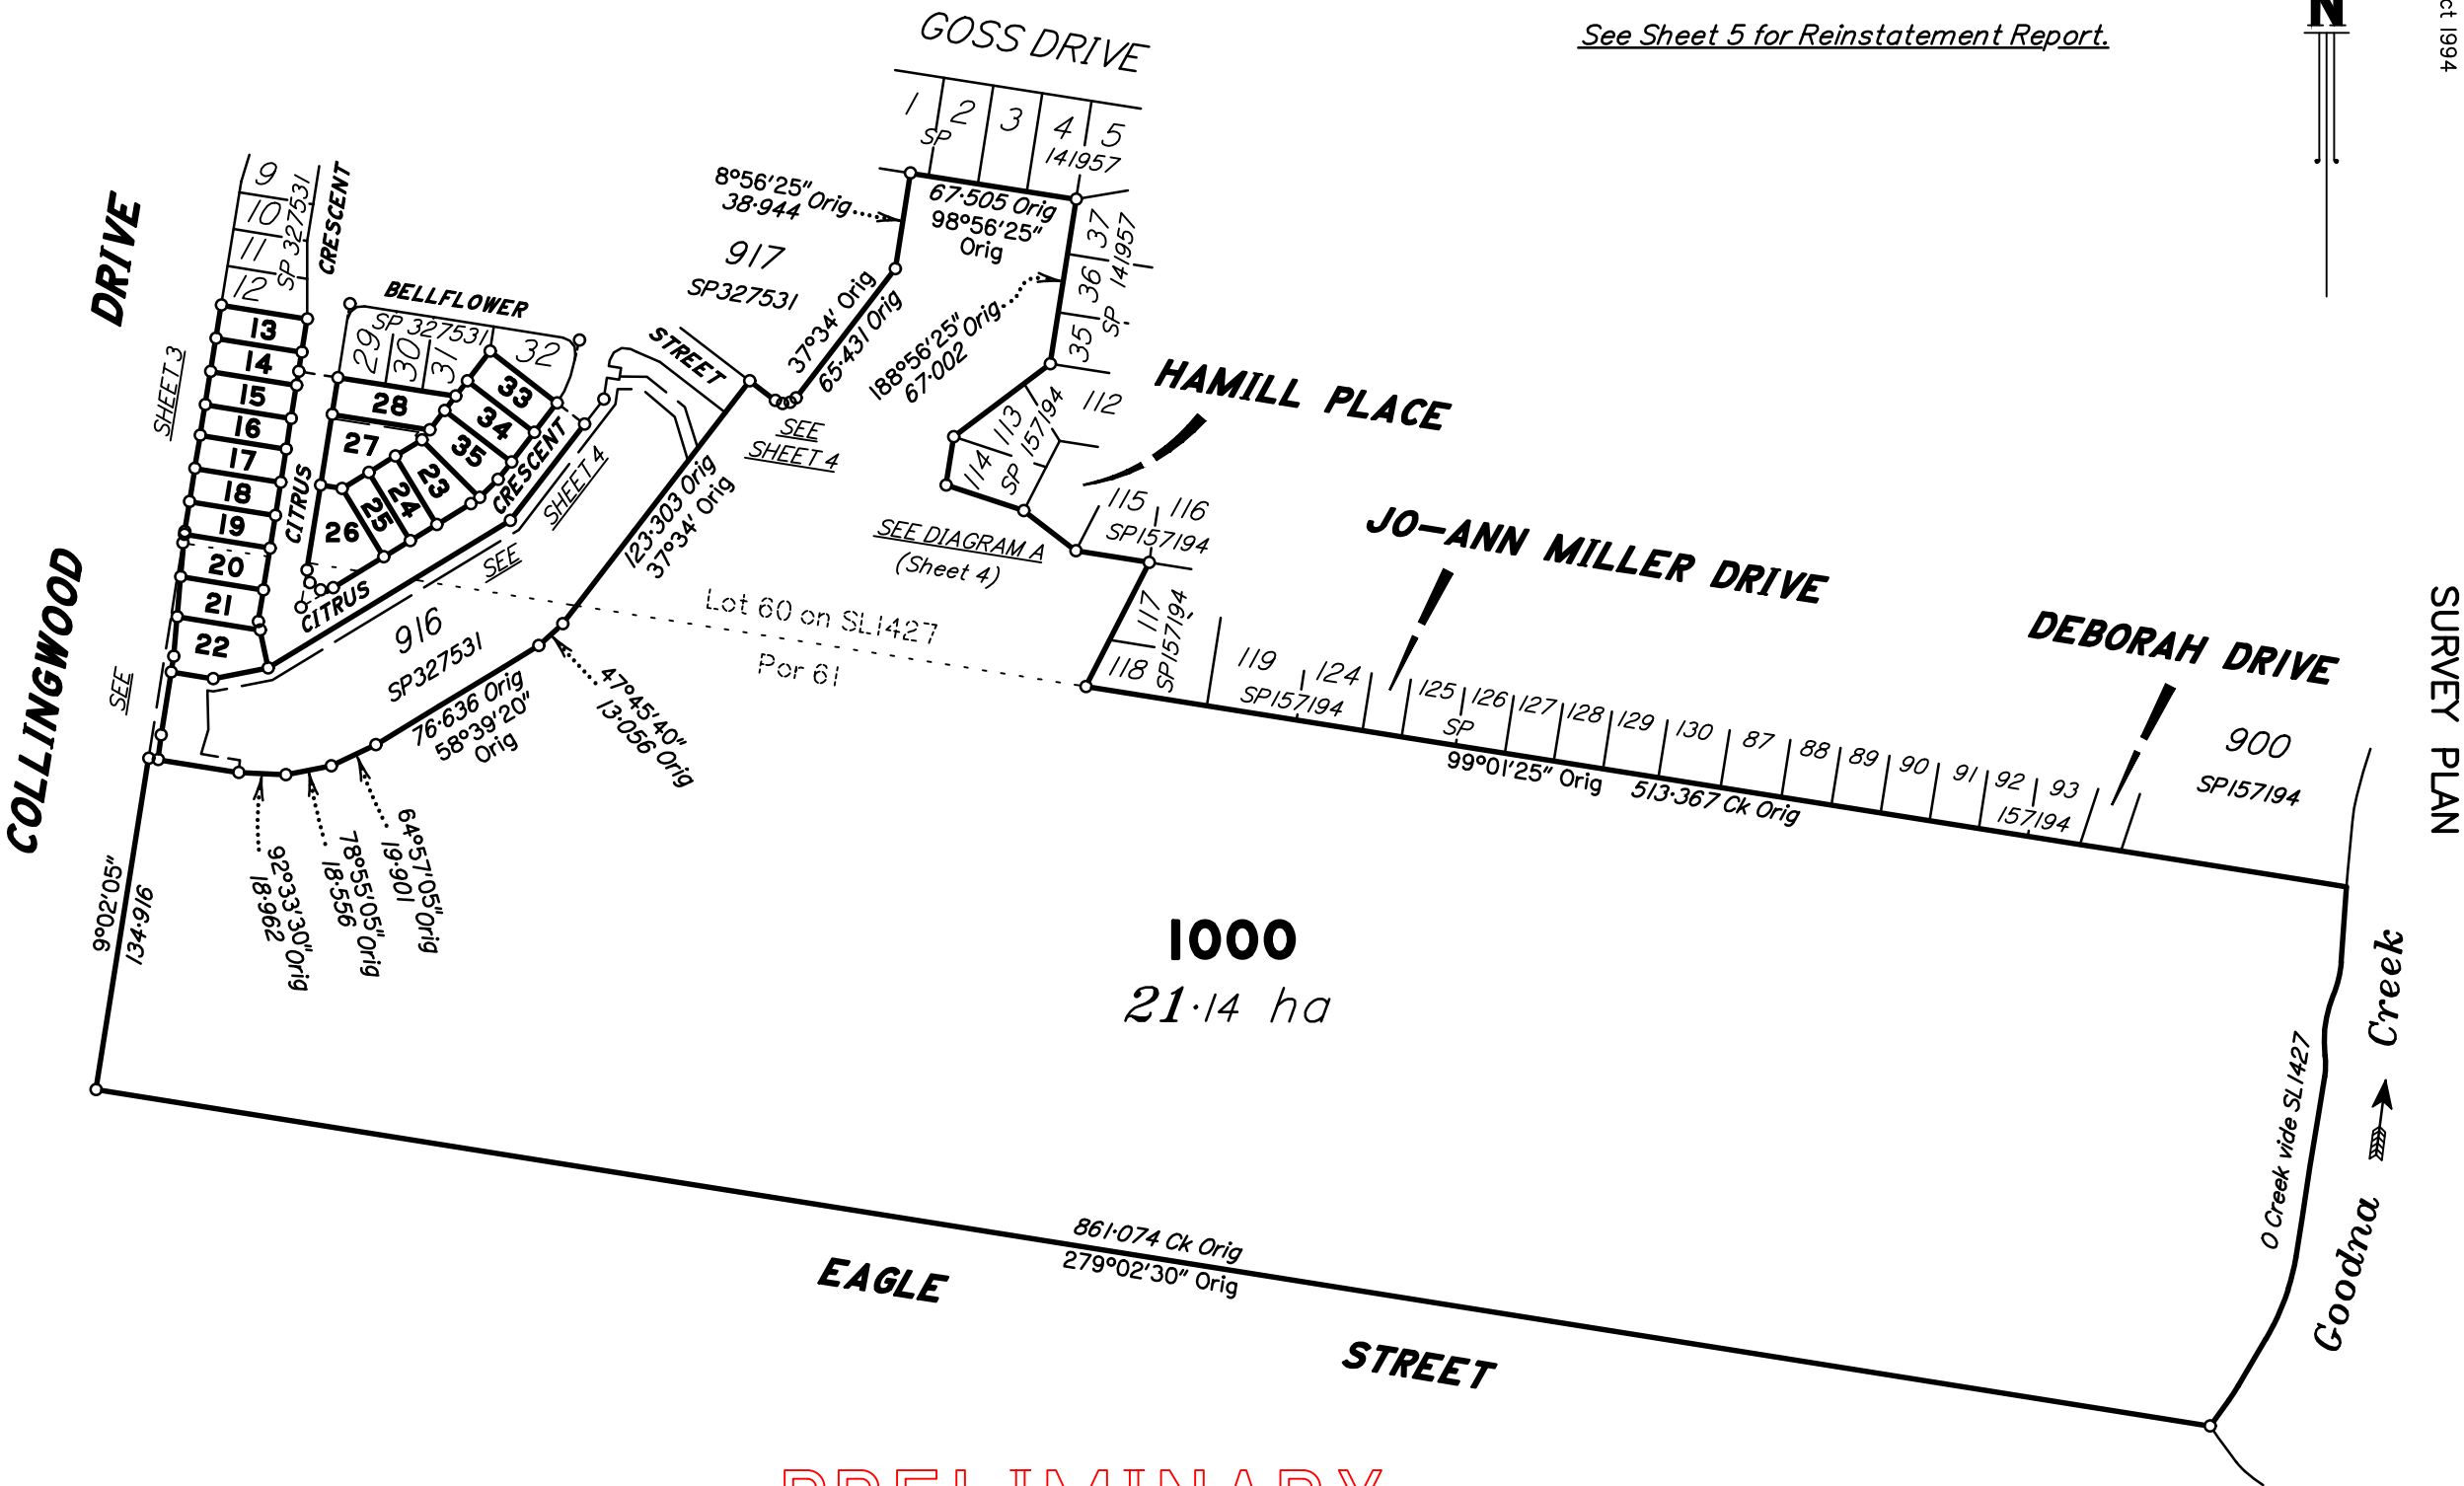 GOSS DRIVE
See Sheet 5 for Reinstatement Report.
N
ct 1994
SURVEY PLAN
1
2
3
4
5
SP
141957
8°56'25" Orig
38·944
67·505 Orig
98°56'25"
Orig
917
SP327531
37
36
35
SP 141957
188°56'25" Orig
67·002
37°34' Orig
65·431 Orig
DRIVE
COLLINGWOOD
SHEET 3
SEE
9
10
11
12
SP 327531
CRESCENT
BELLFLOWER
STREET
SP 327531
29
30
31
32
13
14
15
16
17
18
19
20
21
22
28
27
26
25
24
23
33
34
35
CITRUS
CITRUS
CRESCENT
SEE
SHEET 4
SEE
SHEET 4
123·303 Orig
37°34' Orig
HAMILL PLACE
112
113
114
SP 157194
115
116
SP157194
SEE DIAGRAM A
(Sheet 4)
JO-ANN MILLER DRIVE
DEBORAH DRIVE
117
118
SP157194
119
124
SP157194
125
126
127
128
129
130
87
88
89
90
91
92
93
SP
157194
900
SP157194
Lot 60 on SL1427
Por 61
916
SP327531
76·636 Orig
58°39'20"
Orig
47°45'40"
13·056 Orig
99°01'25" Orig
513·367 Ck Orig
64°57'05" Orig
19·901
78°55'05" Orig
18·556
92°33'30" Orig
18·962
9°02'05"
134·916
1000
21·14 ha
861·074 Ck Orig
279°02'30" Orig
EAGLE
STREET
O Creek vide SL1427
Goodna Creek
PRELIMINARY